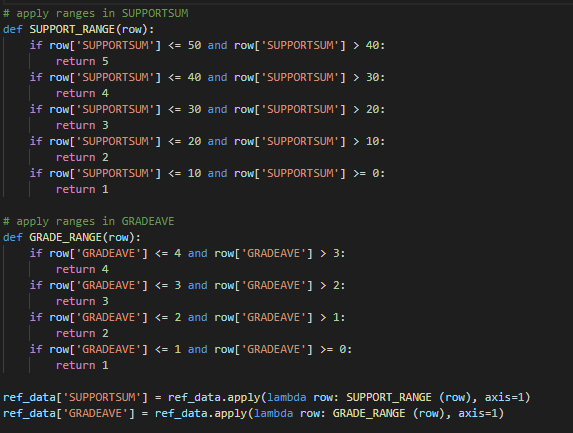 # apply ranges in SUPPORTSUM
def SUPPORT_RANGE(row):
    if row['SUPPORTSUM'] <= 50 and row['SUPPORTSUM'] > 40:
        return 5
    if row['SUPPORTSUM'] <= 40 and row['SUPPORTSUM'] > 30:
        return 4
    if row['SUPPORTSUM'] <= 30 and row['SUPPORTSUM'] > 20:
        return 3
    if row['SUPPORTSUM'] <= 20 and row['SUPPORTSUM'] > 10:
        return 2
    if row['SUPPORTSUM'] <= 10 and row['SUPPORTSUM'] >= 0:
        return 1

# apply ranges in GRADEAVE
def GRADE_RANGE(row):
    if row['GRADEAVE'] <= 4 and row['GRADEAVE'] > 3:
        return 4
    if row['GRADEAVE'] <= 3 and row['GRADEAVE'] > 2:
        return 3
    if row['GRADEAVE'] <= 2 and row['GRADEAVE'] > 1:
        return 2
    if row['GRADEAVE'] <= 1 and row['GRADEAVE'] >= 0:
        return 1

ref_data['SUPPORTSUM'] = ref_data.apply(lambda row: SUPPORT_RANGE (row), axis=1)
ref_data['GRADEAVE'] = ref_data.apply(lambda row: GRADE_RANGE (row), axis=1)